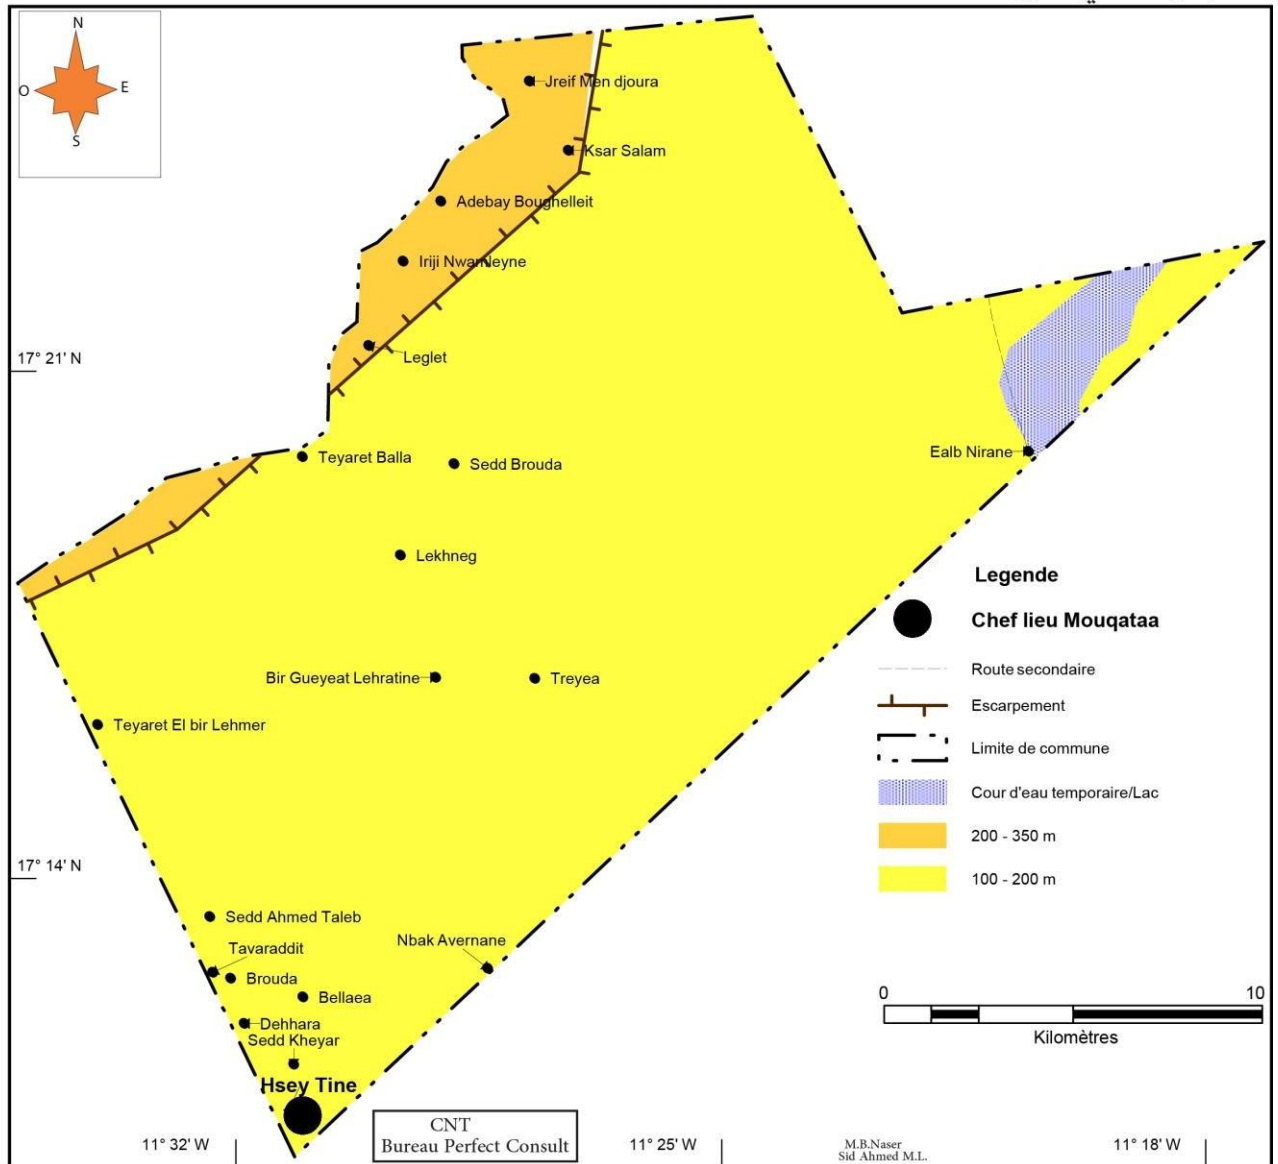 N
O
E
S
Jreif Men djoura
Ksar Salam
Adebay Boughelleit
Iriji Nwamleyne
17° 21' N
Leglet
Teyaret Balla
Sedd Brouda
Ealb Nirane
Lekhneg
Bir Gueyeat Lehratine
Treyea
Teyaret El bir Lehmer
17° 14' N
Sedd Ahmed Taleb
Tavaraddit
Nbak Avernane
Brouda
Bellaea
Dehhara
Sedd Kheyar
Hsey Tine
Legende
Chef lieu Mouqataa
Route secondaire
Escarpement
Limite de commune
Cour d'eau temporaire/Lac
200 - 350 m
100 - 200 m
0
10
Kilomètres
CNT
Bureau Perfect Consult
11° 32' W
11° 25' W
M.B.Naser
Sid Ahmed M.L.
11° 18' W